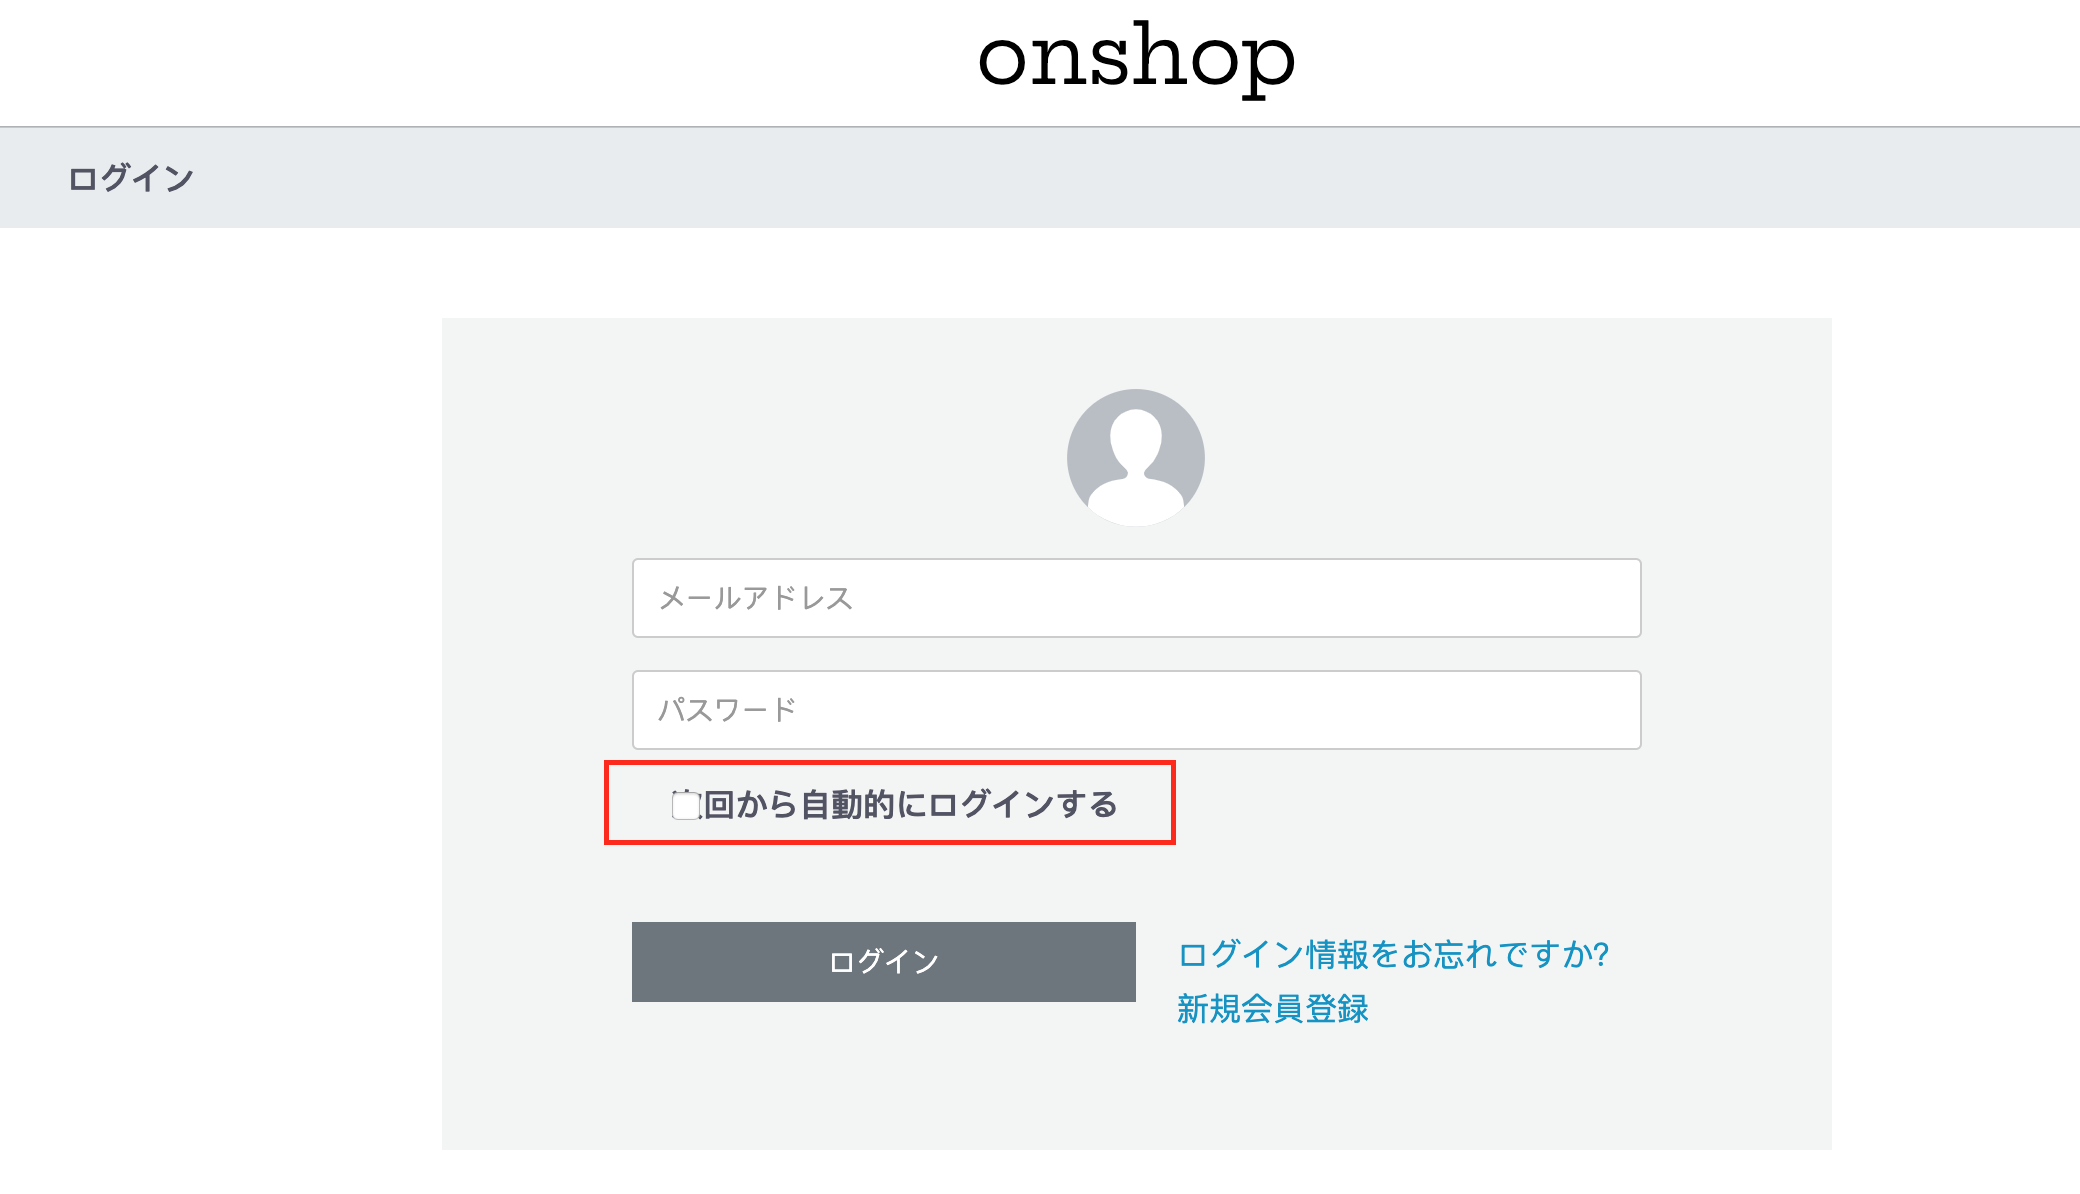 onshop
ログイン
メールアドレス
パスワード
回から自動的にログインする
ログイン
ログイン情報をお忘れですか?
新規会員登録